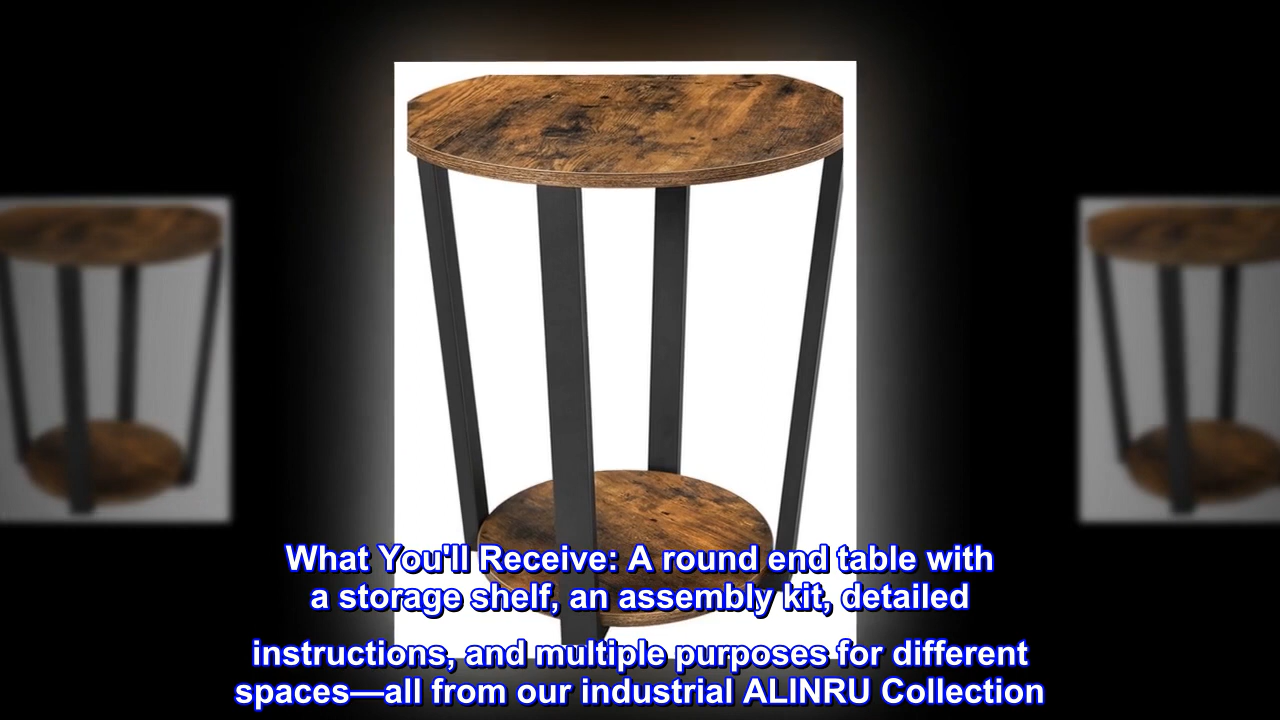 What You'll Receive: A round end table with
a storage shelf, an assembly kit, detailed
instructions, and multiple purposes for different
spaces—all from our industrial ALINRU Collection